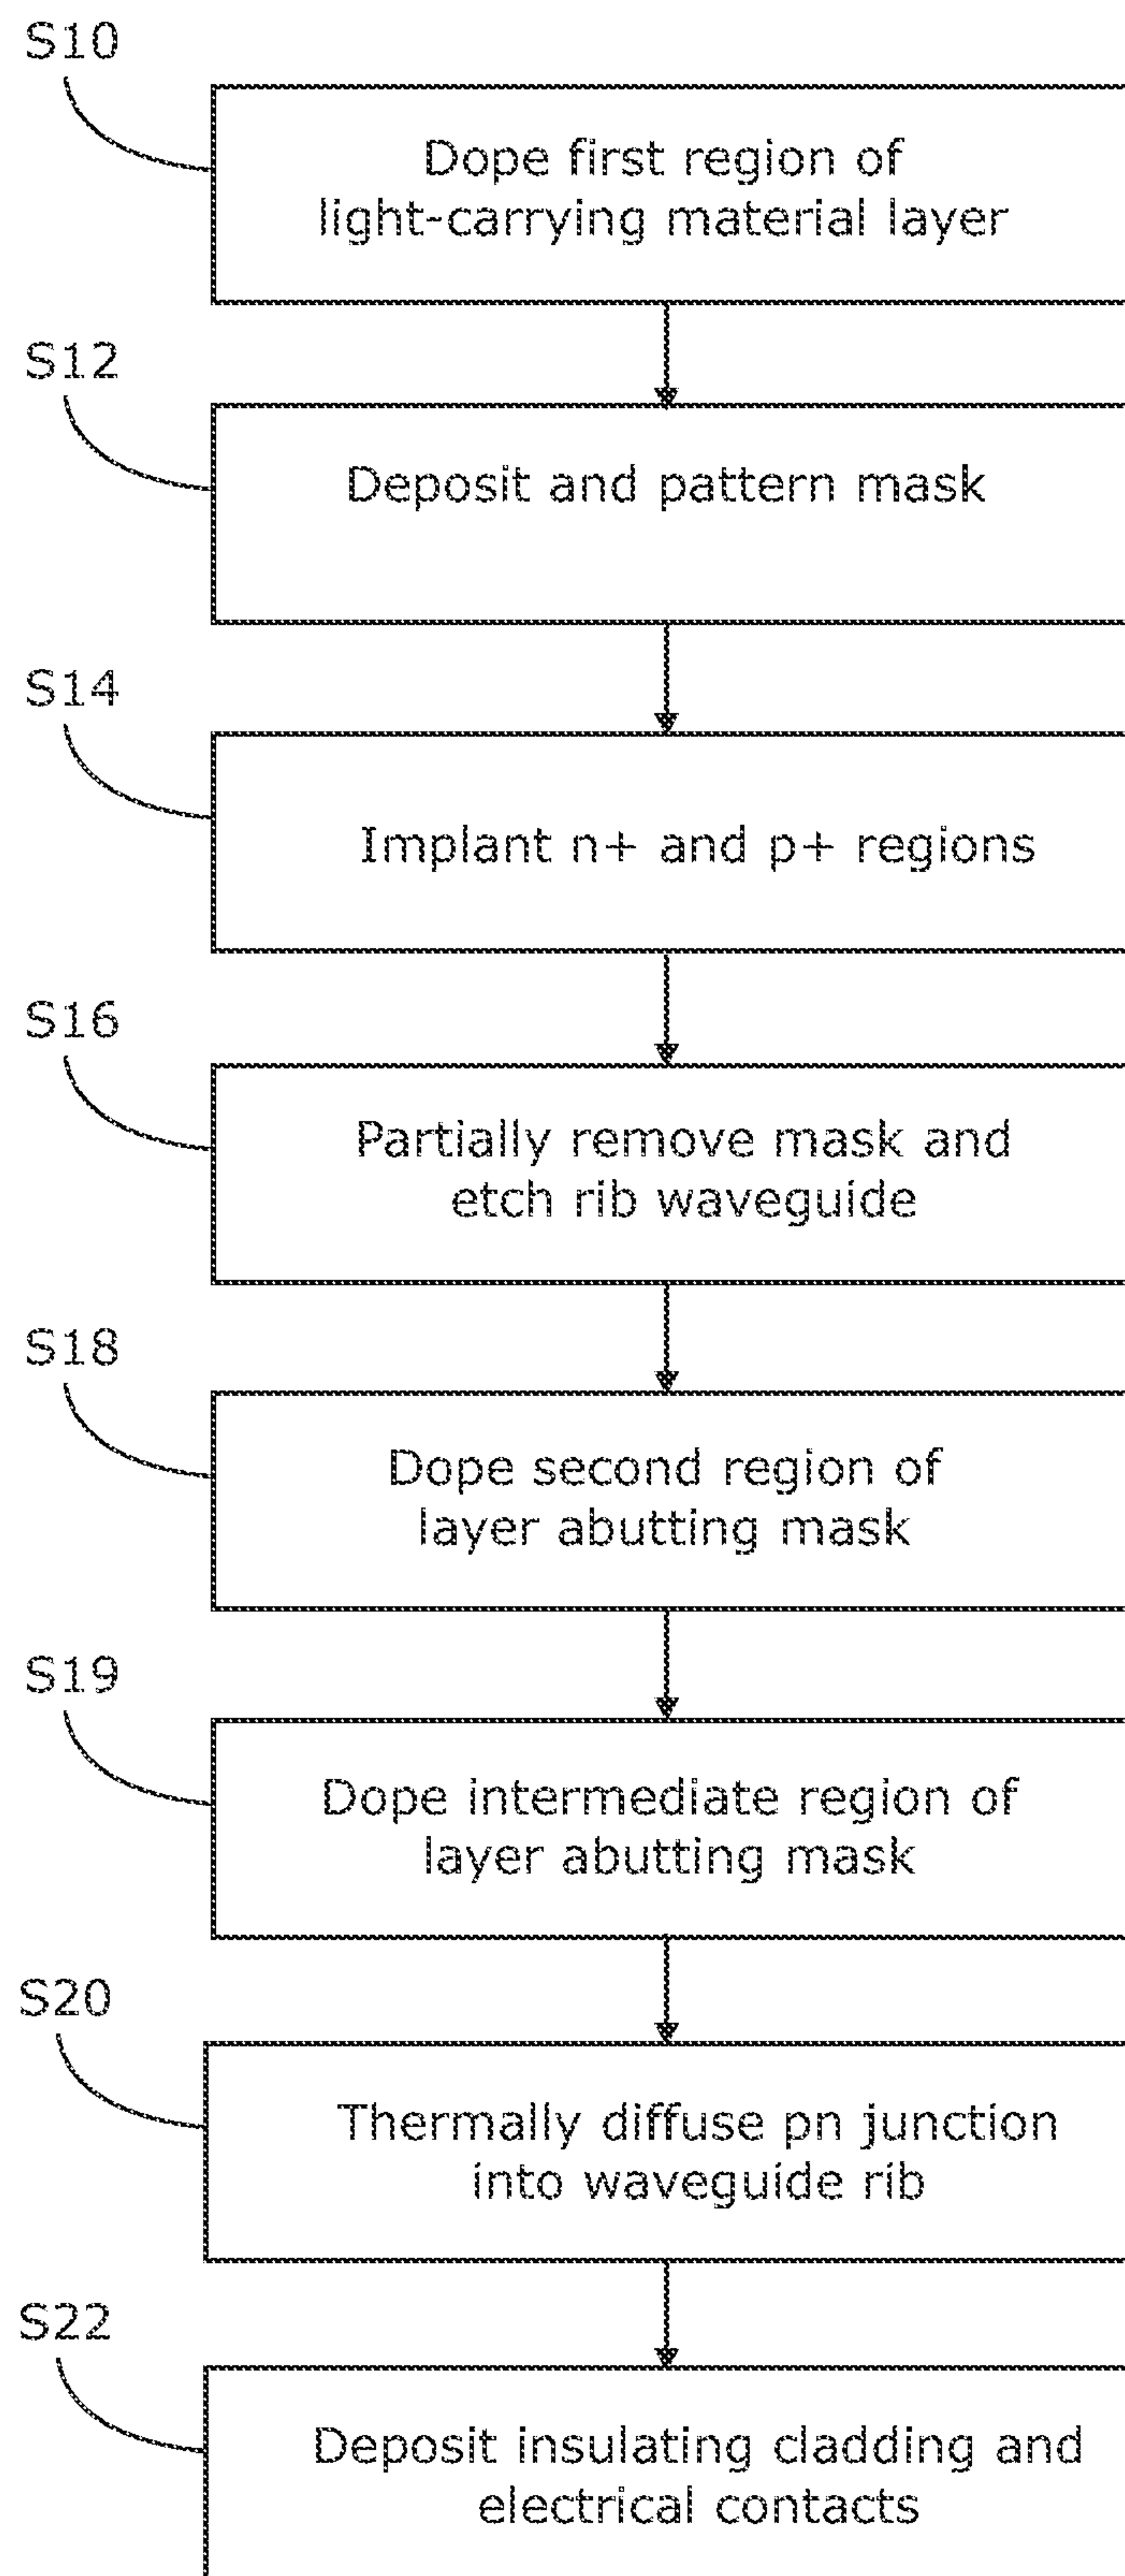 S10
Dope first region of
light-carrying material layer
S12
Deposit and pattern mask
S14
Implant n+ and p+ regions
S16
Partially remove mask and
etch rib waveguide
S18
Dope second region of
layer abutting mask
S19
Dope intermediate region of
layer abutting mask
S20
Thermally diffuse pn junction
into waveguide rib
S22
Deposit insulating cladding and
electrical contacts